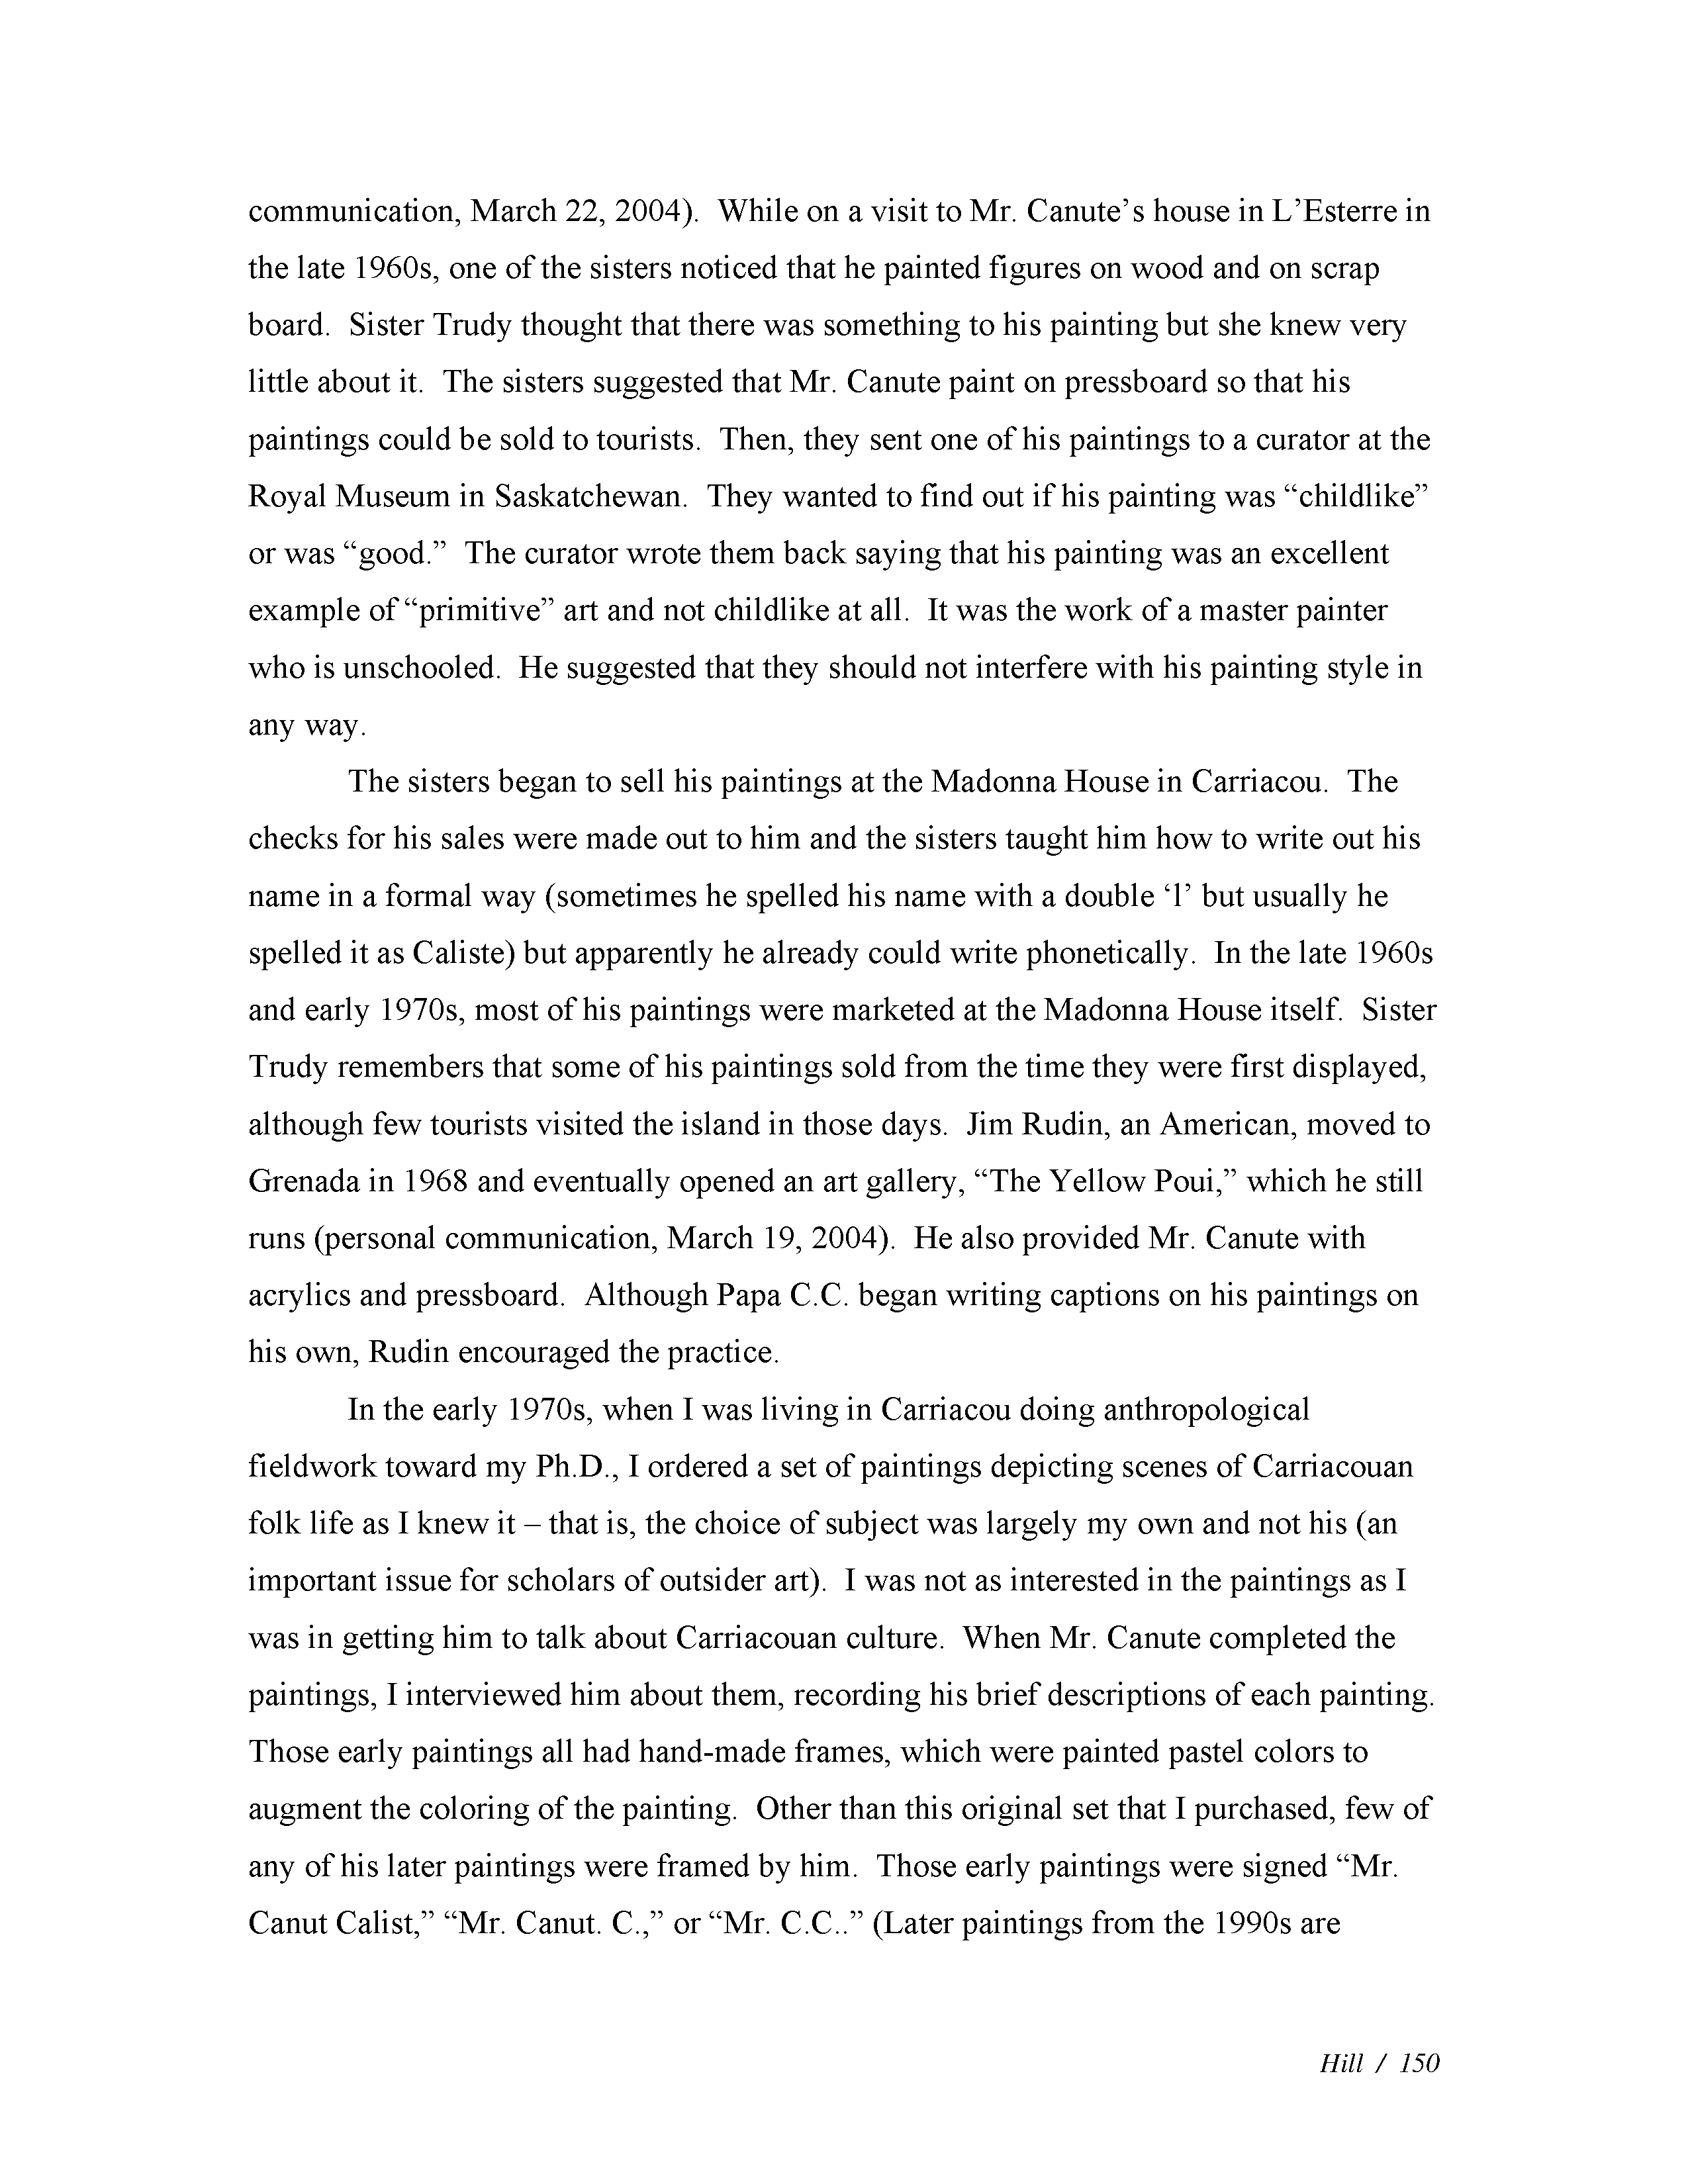 communication, March 22, 2004).  While on a visit to Mr. Canute’s house in L’Esterre in
the late 1960s, one of the sisters noticed that he painted figures on wood and on scrap
board.  Sister Trudy thought that there was something to his painting but she knew very
little about it.  The sisters suggested that Mr. Canute paint on pressboard so that his
paintings could be sold to tourists.  Then, they sent one of his paintings to a curator at the
Royal Museum in Saskatchewan.  They wanted to find out if his painting was “childlike”
or was “good.”  The curator wrote them back saying that his painting was an excellent
example of “primitive” art and not childlike at all.  It was the work of a master painter
who is unschooled.  He suggested that they should not interfere with his painting style in
any way.
The sisters began to sell his paintings at the Madonna House in Carriacou.  The
checks for his sales were made out to him and the sisters taught him how to write out his
name in a formal way (sometimes he spelled his name with a double ‘l’ but usually he
spelled it as Caliste) but apparently he already could write phonetically.  In the late 1960s
and early 1970s, most of his paintings were marketed at the Madonna House itself.  Sister
Trudy remembers that some of his paintings sold from the time they were first displayed,
although few tourists visited the island in those days.  Jim Rudin, an American, moved to
Grenada in 1968 and eventually opened an art gallery, “The Yellow Poui,” which he still
runs (personal communication, March 19, 2004).  He also provided Mr. Canute with
acrylics and pressboard.  Although Papa C.C. began writing captions on his paintings on
his own, Rudin encouraged the practice.
In the early 1970s, when I was living in Carriacou doing anthropological
fieldwork toward my Ph.D., I ordered a set of paintings depicting scenes of Carriacouan
folk life as I knew it – that is, the choice of subject was largely my own and not his (an
important issue for scholars of outsider art).  I was not as interested in the paintings as I
was in getting him to talk about Carriacouan culture.  When Mr. Canute completed the
paintings, I interviewed him about them, recording his brief descriptions of each painting.
Those early paintings all had hand-made frames, which were painted pastel colors to
augment the coloring of the painting.  Other than this original set that I purchased, few of
any of his later paintings were framed by him.  Those early paintings were signed “Mr.
Canut Calist,” “Mr. Canut. C.,” or “Mr. C.C..” (Later paintings from the 1990s are
Hill / 150